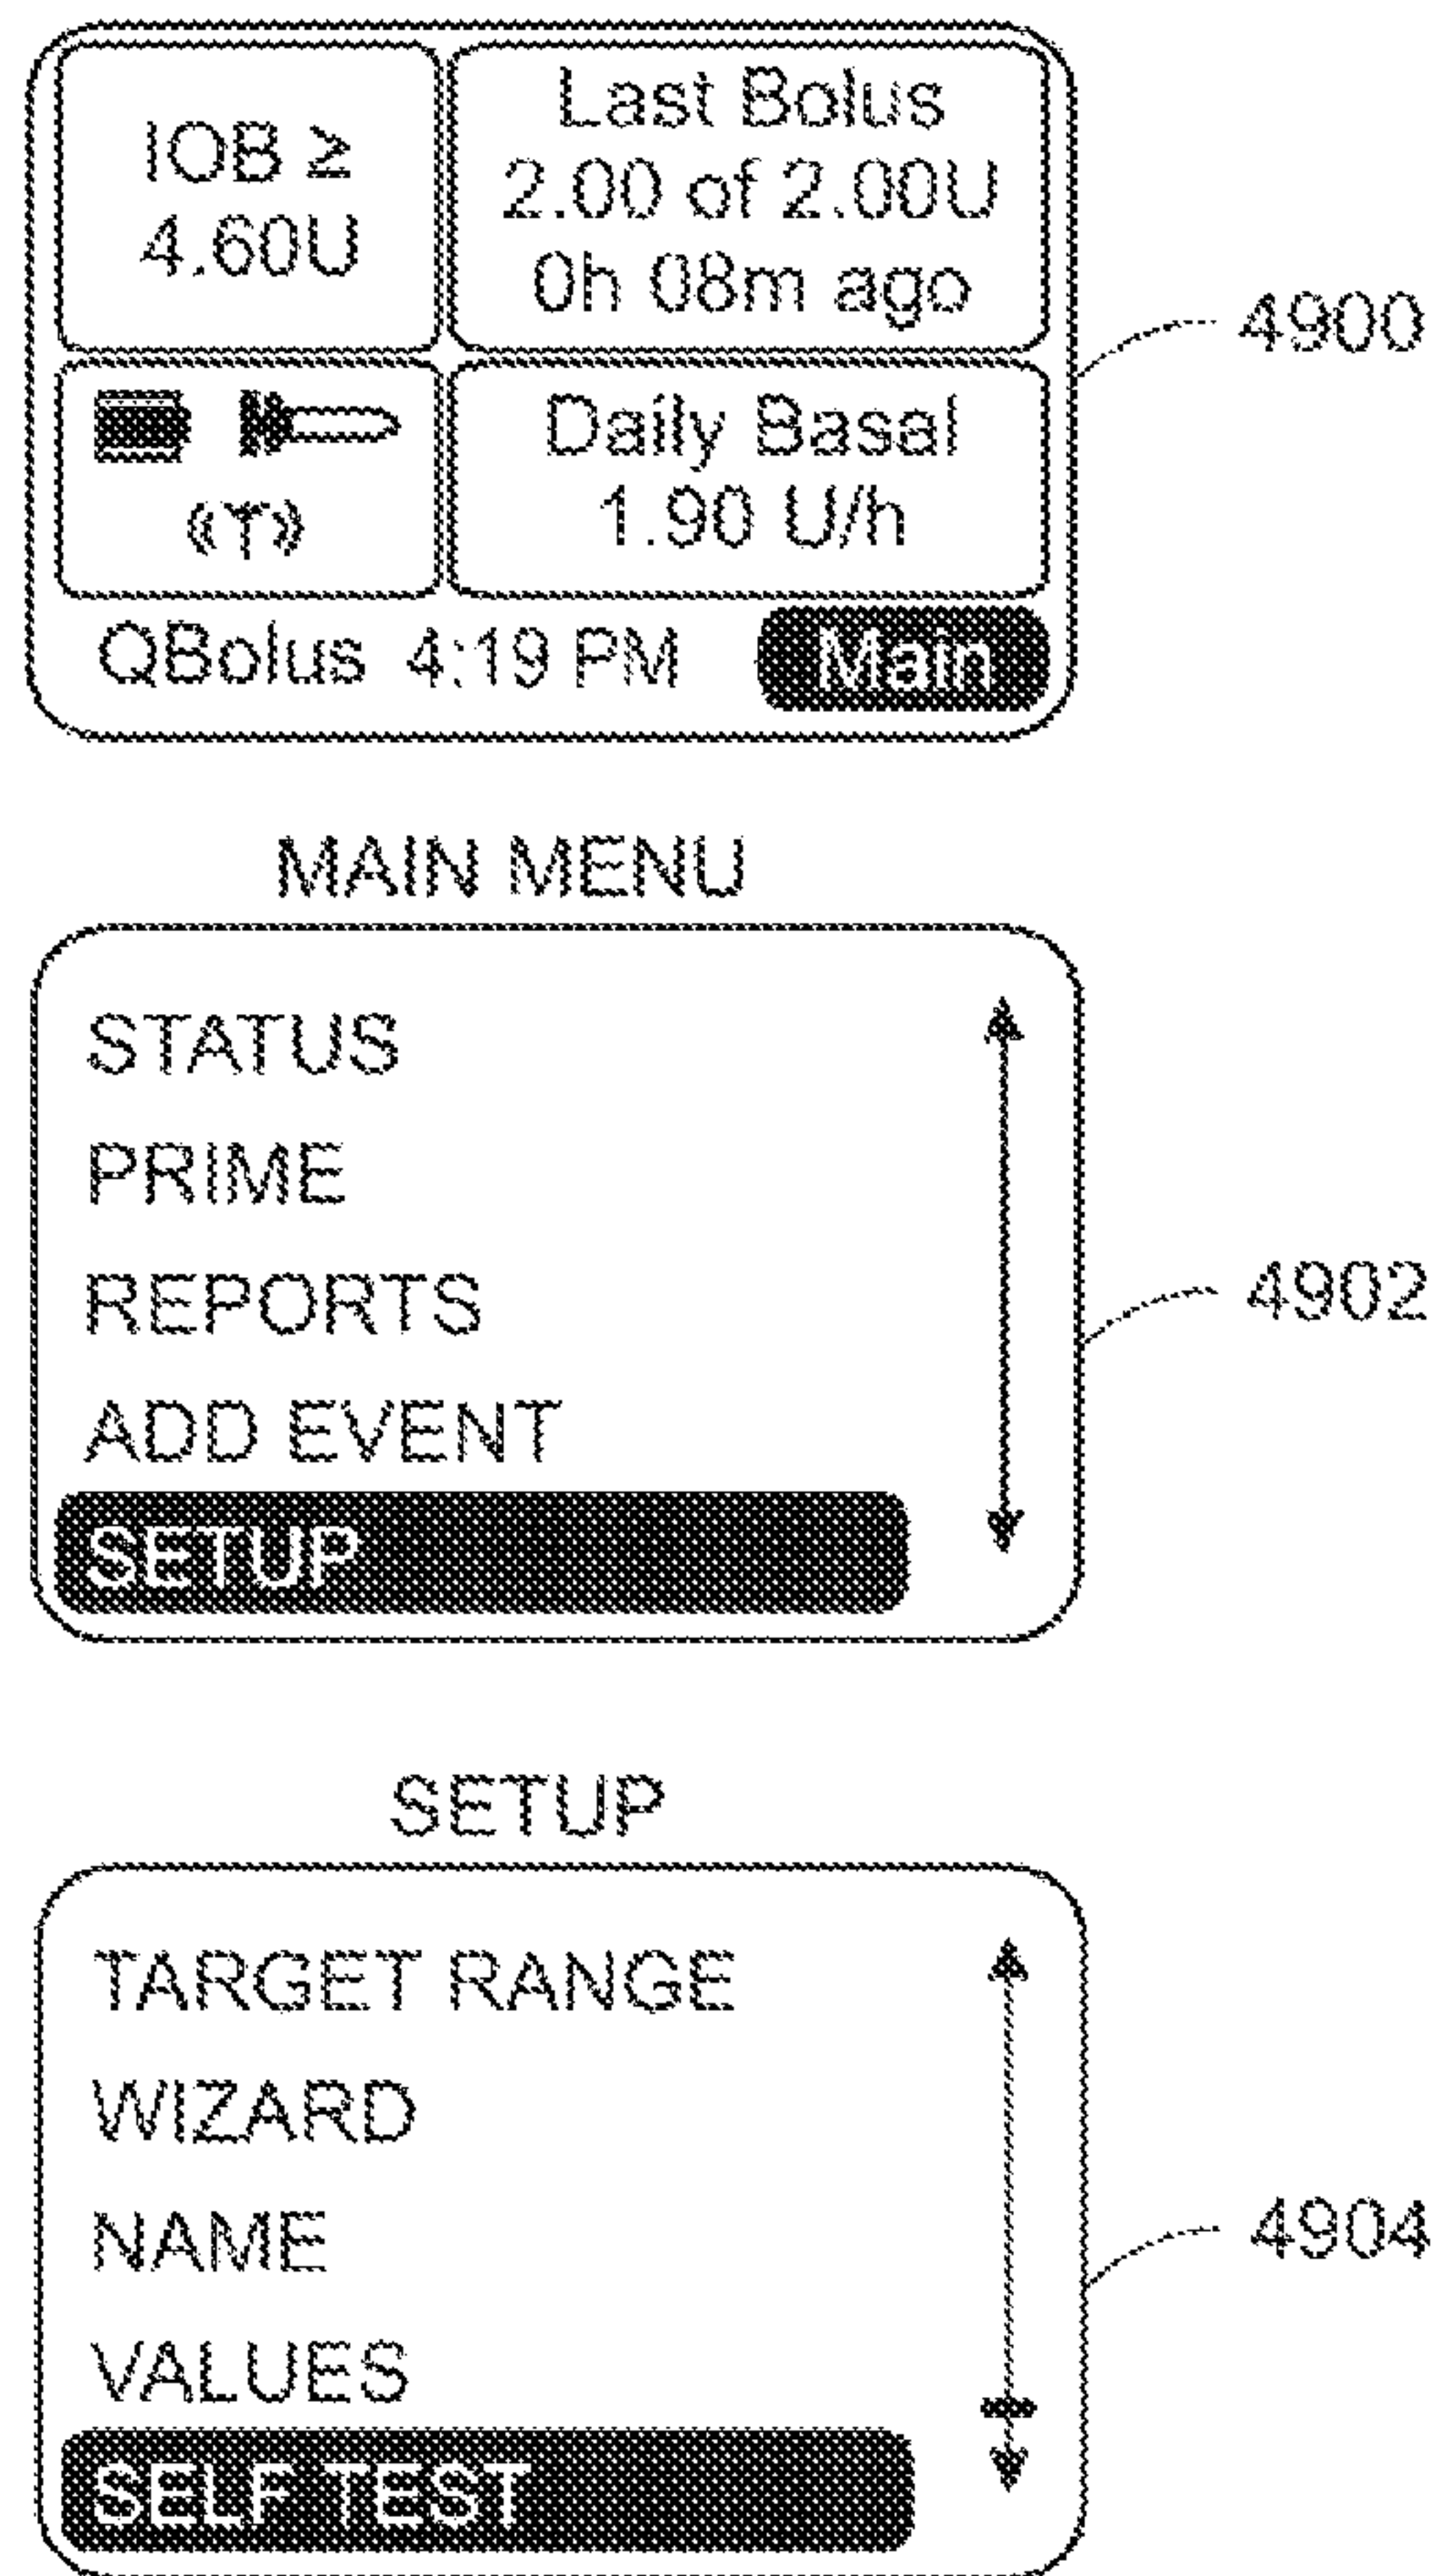 IOB ≥
4.60U
Last Bolus
2.00 of 2.00U
0h 08m ago
4900
Daily Basal
1.90 U/h
QBolus 4:19 PM Main
MAIN MENU
STATUS
PRIME
REPORTS
4902
ADD EVENT
SETUP
SETUP
TARGET RANGE
WIZARD
NAME
4904
VALUES
SELF TEST